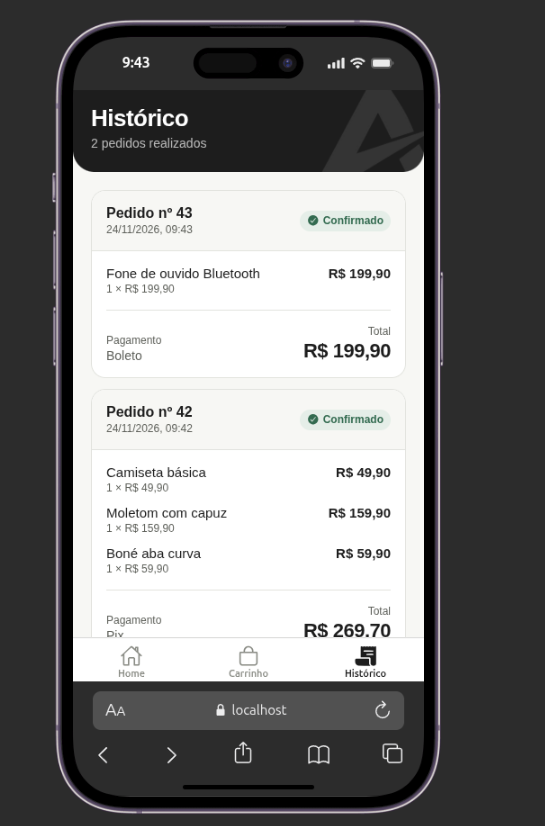 9:43
Histórico
2 pedidos realizados
Pedido nº 43
Confirmado
24/11/2026, 09:43
Fone de ouvido Bluetooth
R$ 199,90
1 × R$ 199,90
Total
Pagamento
R$ 199,90
Boleto
Pedido nº 42
Confirmado
24/11/2026, 09:42
Camiseta básica
R$ 49,90
1 × R$ 49,90
Moletom com capuz
R$ 159,90
1 × R$ 159,90
Boné aba curva
R$ 59,90
1 × R$ 59,90
Total
Pagamento
R$ 269,70
Pix
Home
Carrinho
Histórico
AA
localhost